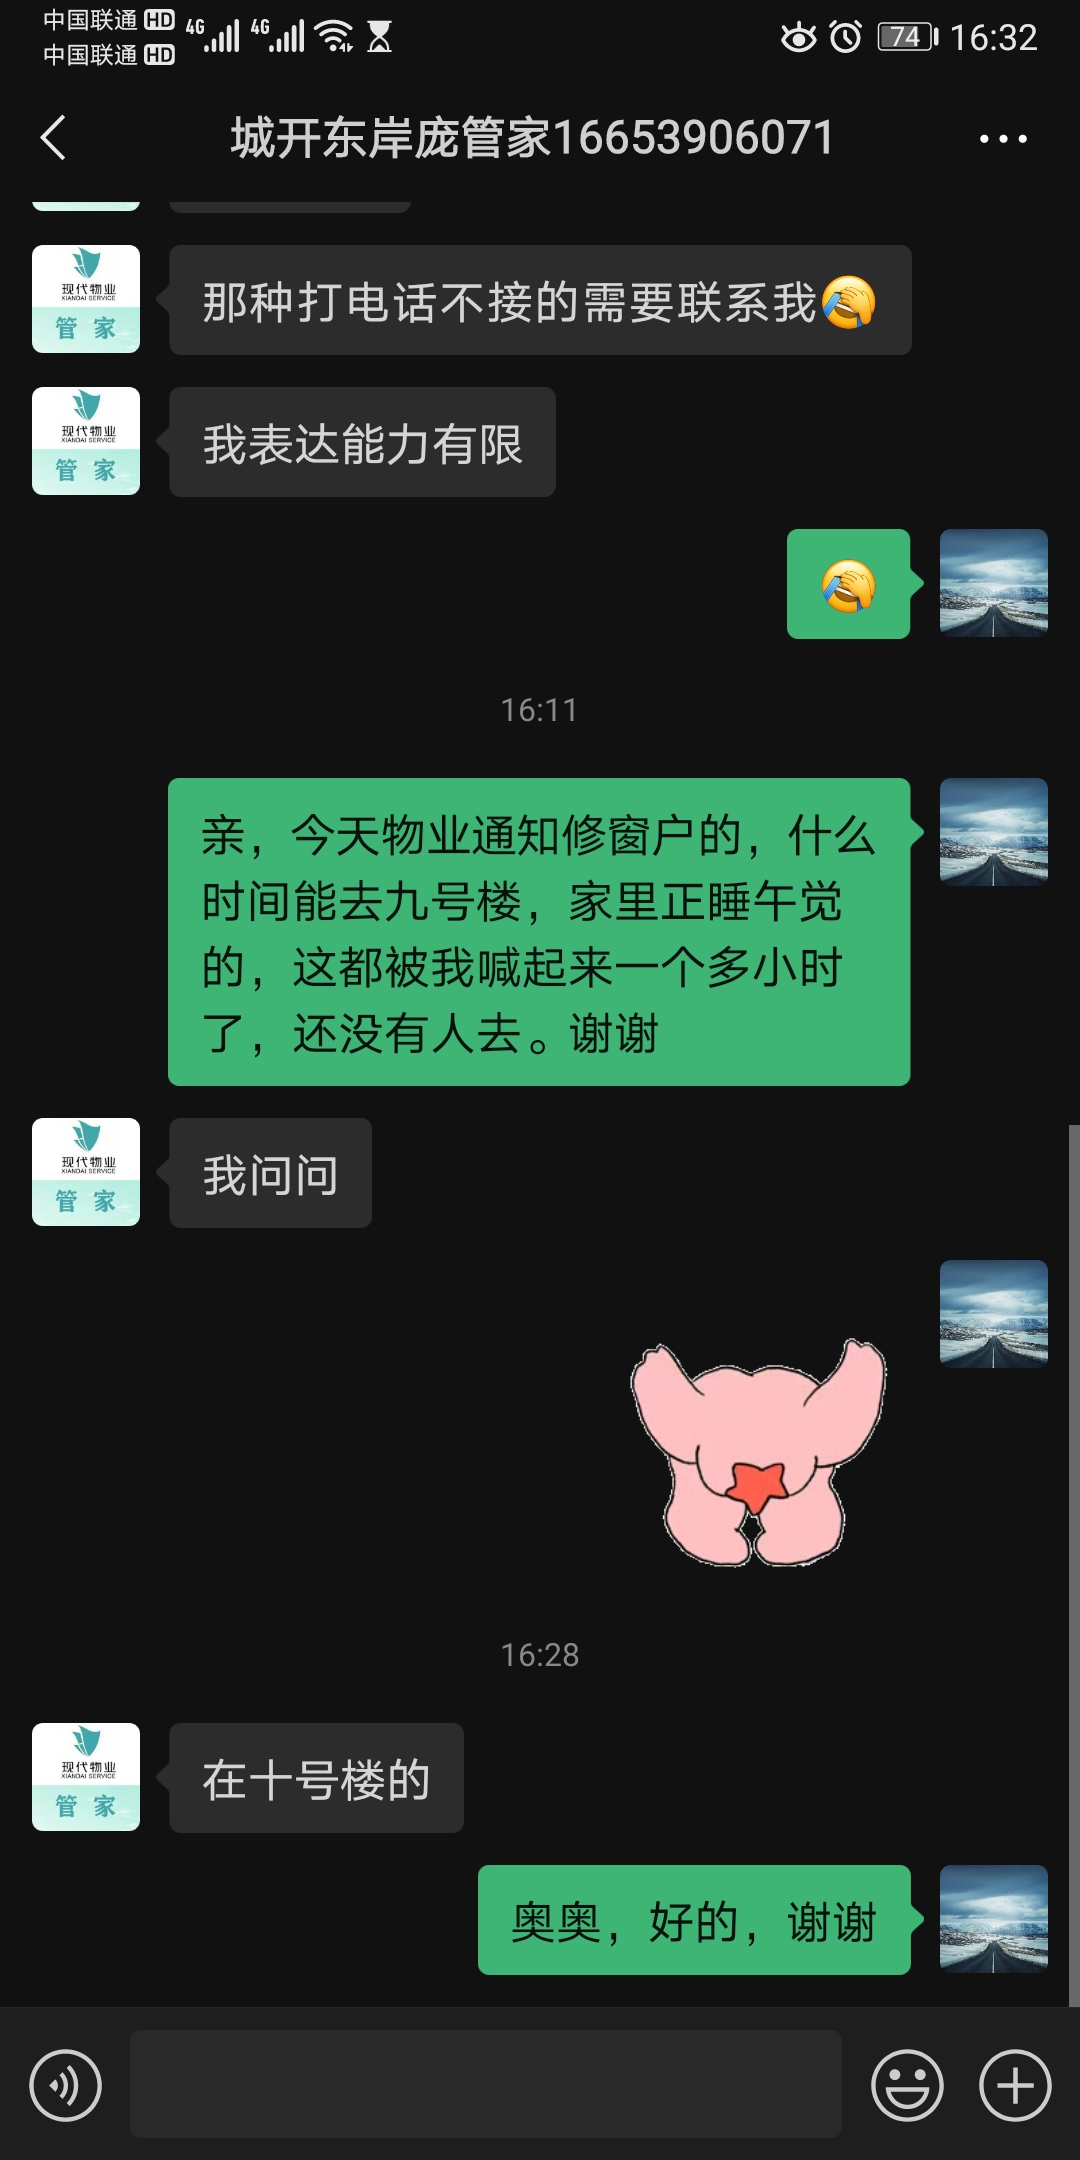 中国联通 HD 4G 4G 74 16:32
中国联通 HD
城开东岸庞管家16653906071
现代物业
XIANDAI SERVICE
管 家
那种打电话不接的需要联系我🤦
现代物业
XIANDAI SERVICE
管 家
我表达能力有限
16:11
亲，今天物业通知修窗户的，什么
时间能去九号楼，家里正睡午觉
的，这都被我喊起来一个多小时
了，还没有人去。谢谢
现代物业
XIANDAI SERVICE
管 家
我问问
16:28
现代物业
XIANDAI SERVICE
管 家
在十号楼的
奥奥，好的，谢谢